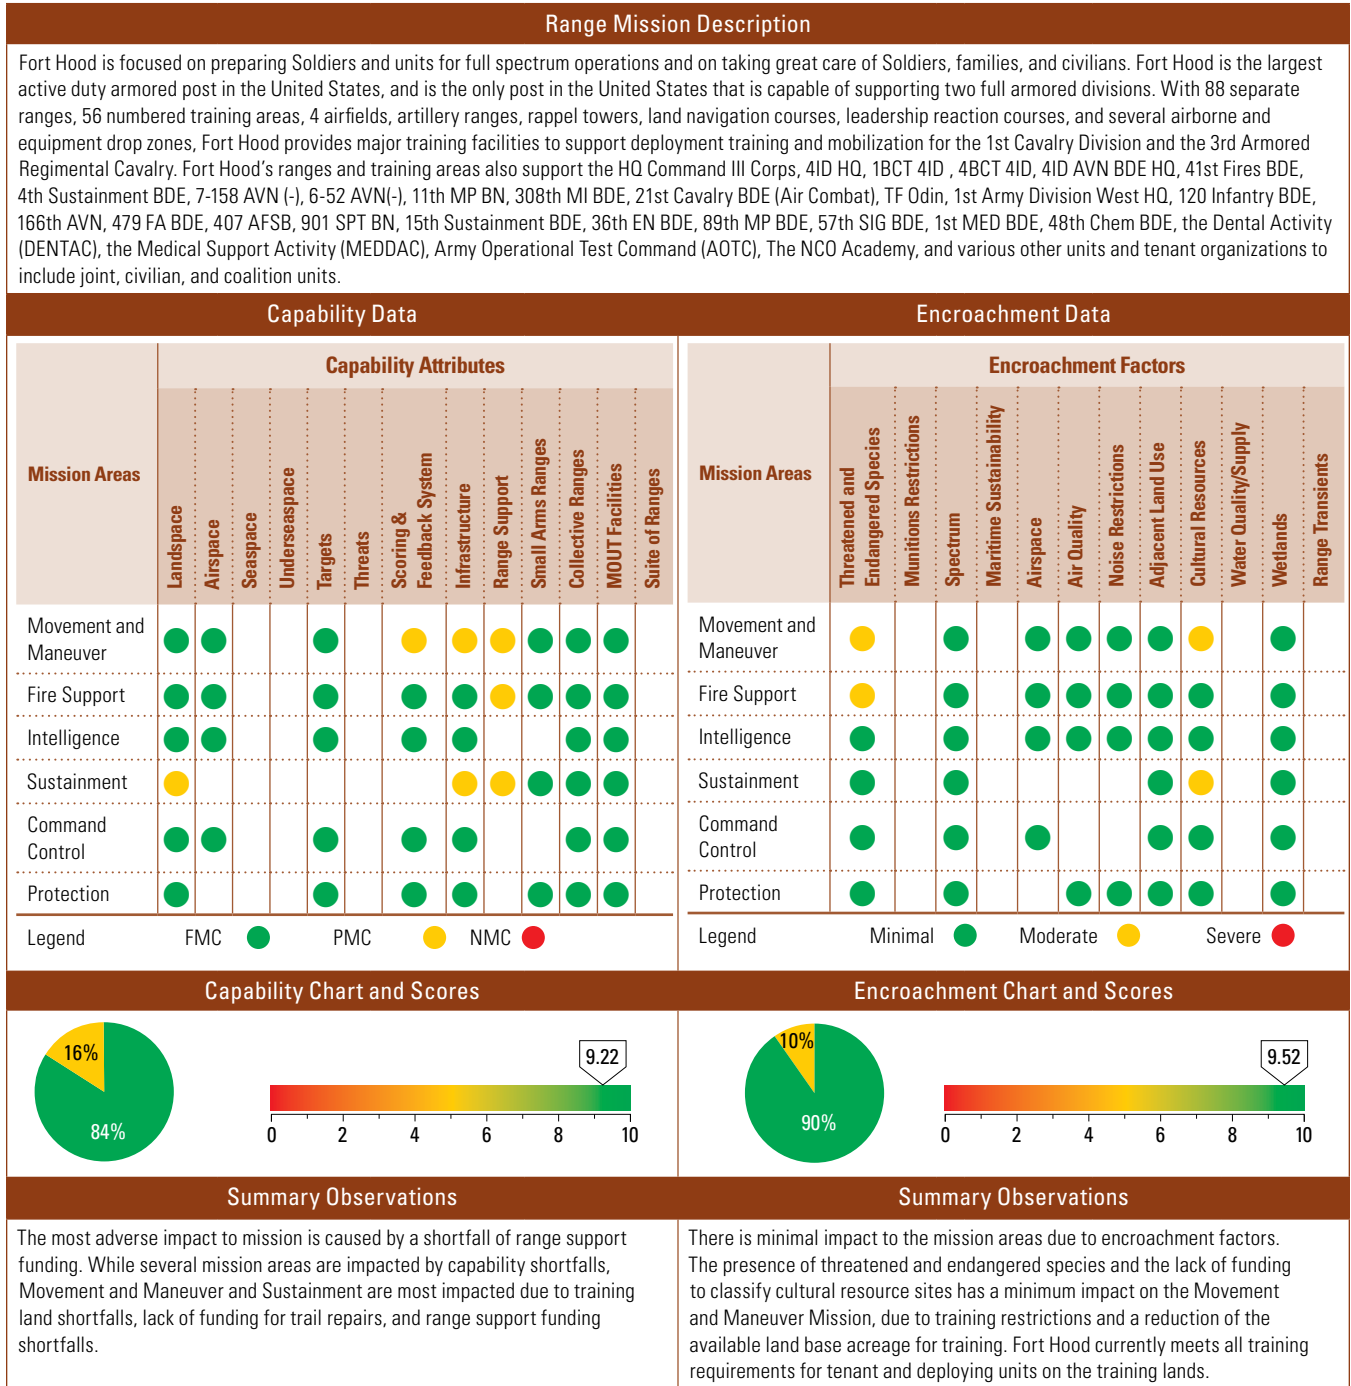 Range Mission Description
Fort Hood is focused on preparing Soldiers and units for full spectrum operations and on taking great care of Soldiers, families, and civilians. Fort Hood is the largest
active duty armored post in the United States, and is the only post in the United States that is capable of supporting two full armored divisions. With 88 separate
ranges, 56 numbered training areas, 4 airfields, artillery ranges, rappel towers, land navigation courses, leadership reaction courses, and several airborne and
equipment drop zones, Fort Hood provides major training facilities to support deployment training and mobilization for the 1st Cavalry Division and the 3rd Armored
Regimental Cavalry. Fort Hood's ranges and training areas also support the HQ Command III Corps, 4ID HQ, 1BCT 4ID , 4BCT 4ID, 4ID AVN BDE HQ, 41st Fires BDE,
4th Sustainment BDE, 7-158 AVN (-), 6-52 AVN(-), 11th MP BN, 308th MI BDE, 21st Cavalry BDE (Air Combat), TF Odin, 1st Army Division West HQ, 120 Infantry BDE,
166th AVN, 479 FA BDE, 407 AFSB, 901 SPT BN, 15th Sustainment BDE, 36th EN BDE, 89th MP BDE, 57th SIG BDE, 1st MED BDE, 48th Chem BDE, the Dental Activity
(DENTAC), the Medical Support Activity (MEDDAC), Army Operational Test Command (AOTC), The NCO Academy, and various other units and tenant organizations to
include joint, civilian, and coalition units.
Capability Data
Mission Areas
Capability Attributes
Landspace
Airspace
Seaspace
Underseaspace
Targets
Threats
Scoring &
Feedback System
Infrastructure
Range Support
Small Arms Ranges
Collective Ranges
MOUT Facilities
Suite of Ranges
Movement and
Maneuver
Fire Support
Intelligence
Sustainment
Command
Control
Protection
Legend
FMC
PMC
NMC
Encroachment Data
Mission Areas
Encroachment Factors
Threatened and
Endangered Species
Munitions Restrictions
Spectrum
Maritime Sustainability
Airspace
Air Quality
Noise Restrictions
Adjacent Land Use
Cultural Resources
Water Quality/Supply
Wetlands
Range Transients
Movement and
Maneuver
Fire Support
Intelligence
Sustainment
Command
Control
Protection
Legend
Minimal
Moderate
Severe
Capability Chart and Scores
16%
84%
9.22
0 2 4 6 8 10
Encroachment Chart and Scores
10%
90%
9.52
0 2 4 6 8 10
Summary Observations
The most adverse impact to mission is caused by a shortfall of range support
funding. While several mission areas are impacted by capability shortfalls,
Movement and Maneuver and Sustainment are most impacted due to training
land shortfalls, lack of funding for trail repairs, and range support funding
shortfalls.
Summary Observations
There is minimal impact to the mission areas due to encroachment factors.
The presence of threatened and endangered species and the lack of funding
to classify cultural resource sites has a minimum impact on the Movement
and Maneuver Mission, due to training restrictions and a reduction of the
available land base acreage for training. Fort Hood currently meets all training
requirements for tenant and deploying units on the training lands.